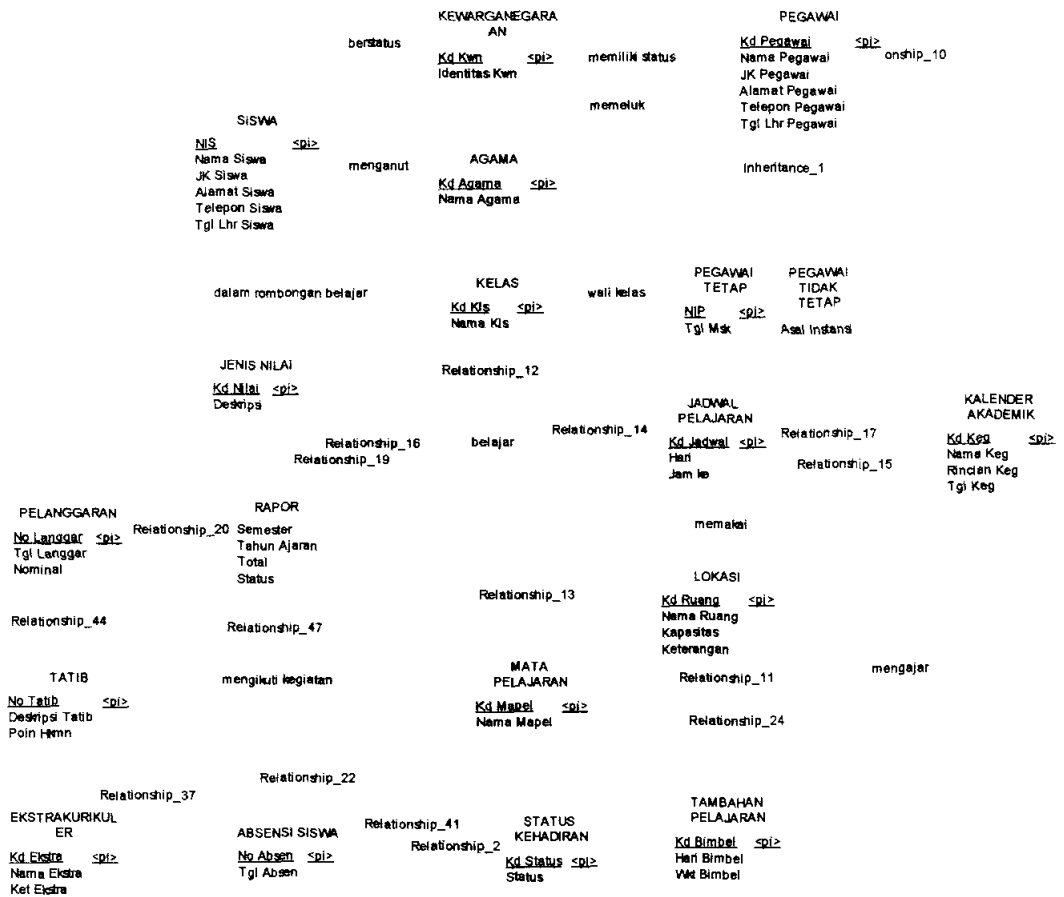 KEWARGANEGARA
AN
Kd Kwn <pi>
Identitas Kwn
berstatus
memiliki status
memeluk
PEGAWAI
Kd Pegawai <pi>
Nama Pegawai
JK Pegawai
Alamat Pegawai
Telepon Pegawai
Tgl Lhr Pegawai
onship_10
SISWA
NIS <pi>
Nama Siswa
JK Siswa
Alamat Siswa
Telepon Siswa
Tgl Lhr Siswa
menganut
AGAMA
Kd Agama <pi>
Nama Agama
Inheritance_1
dalam rombongan belajar
KELAS
Kd Kls <pi>
Nama Kls
wali kelas
PEGAWAI
TETAP
NIP <pi>
Tgl Msk
PEGAWAI
TIDAK
TETAP
Asal Instansi
JENIS NILAI
Kd Nilai <pi>
Deskripsi
Relationship_12
Relationship_16
Relationship_19
belajar
Relationship_14
JADWAL
PELAJARAN
Kd Jadwal <pi>
Hari
Jam ke
Relationship_17
Relationship_15
KALENDER
AKADEMIK
Kd Keg <pi>
Nama Keg
Rincian Keg
Tgl Keg
PELANGGARAN
No Langgar <pi>
Tgl Langgar
Nominal
Relationship_20
RAPOR
Semester
Tahun Ajaran
Total
Status
memakai
Relationship_13
LOKASI
Kd Ruang <pi>
Nama Ruang
Kapasitas
Keterangan
Relationship_44
Relationship_47
TATIB
No Tatib <pi>
Deskripsi Tatib
Poin Hkmn
mengikuti kegiatan
MATA
PELAJARAN
Kd Mapel <pi>
Nama Mapel
Relationship_11
mengajar
Relationship_24
Relationship_22
Relationship_37
EKSTRAKURIKUL
ER
Kd Ekstra <pi>
Nama Ekstra
Ket Ekstra
ABSENSI SISWA
No Absen <pi>
Tgl Absen
Relationship_41
Relationship_2
STATUS
KEHADIRAN
Kd Status <pi>
Status
TAMBAHAN
PELAJARAN
Kd Bimbel <pi>
Hari Bimbel
Wkt Bimbel